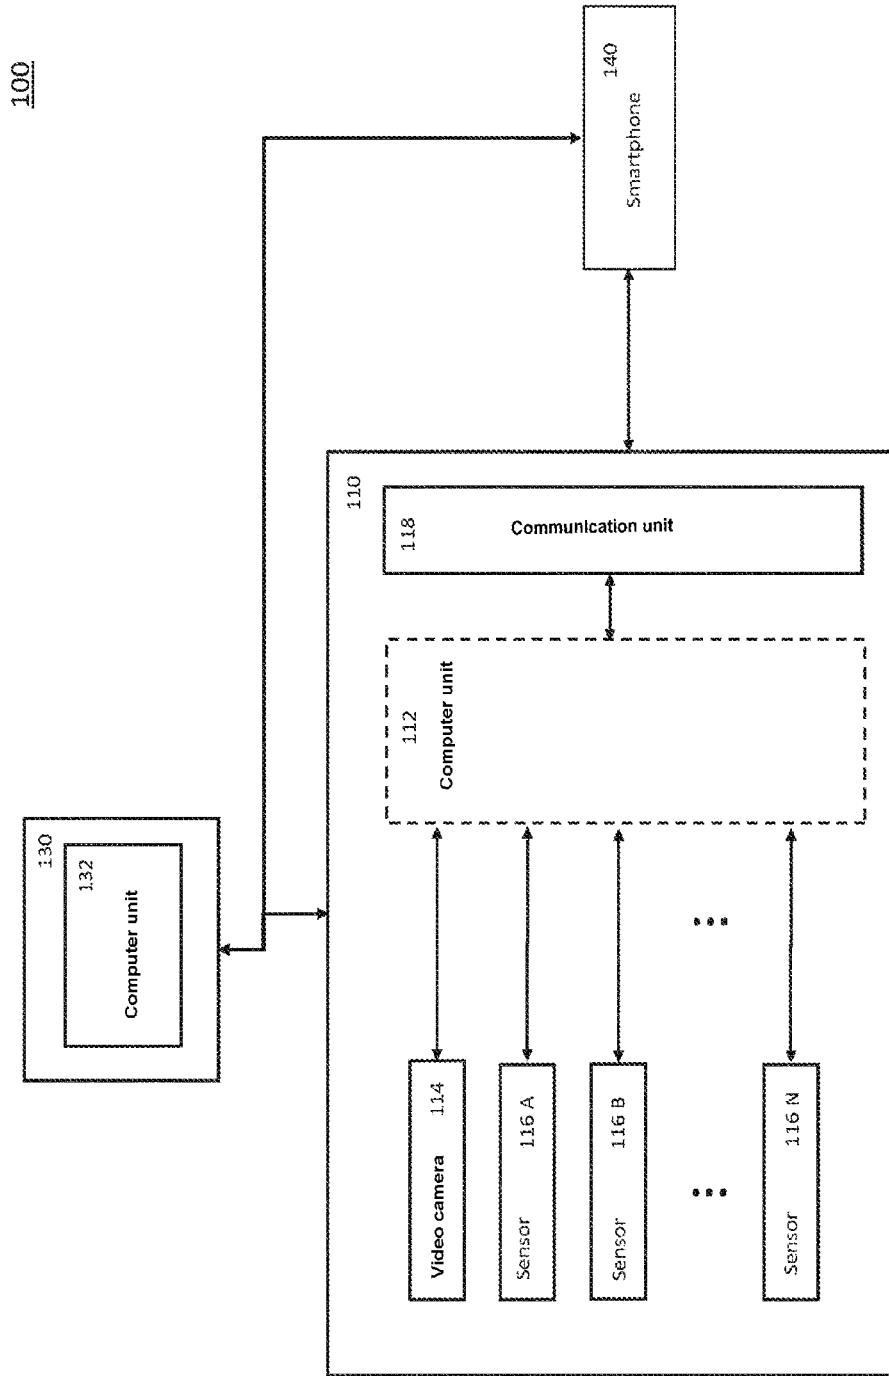 100
130
132
Computer unit
140
Smartphone
110
114
Video camera
116 A
Sensor
116 B
Sensor
...
116 N
Sensor
...
112
Computer unit
118
Communication unit